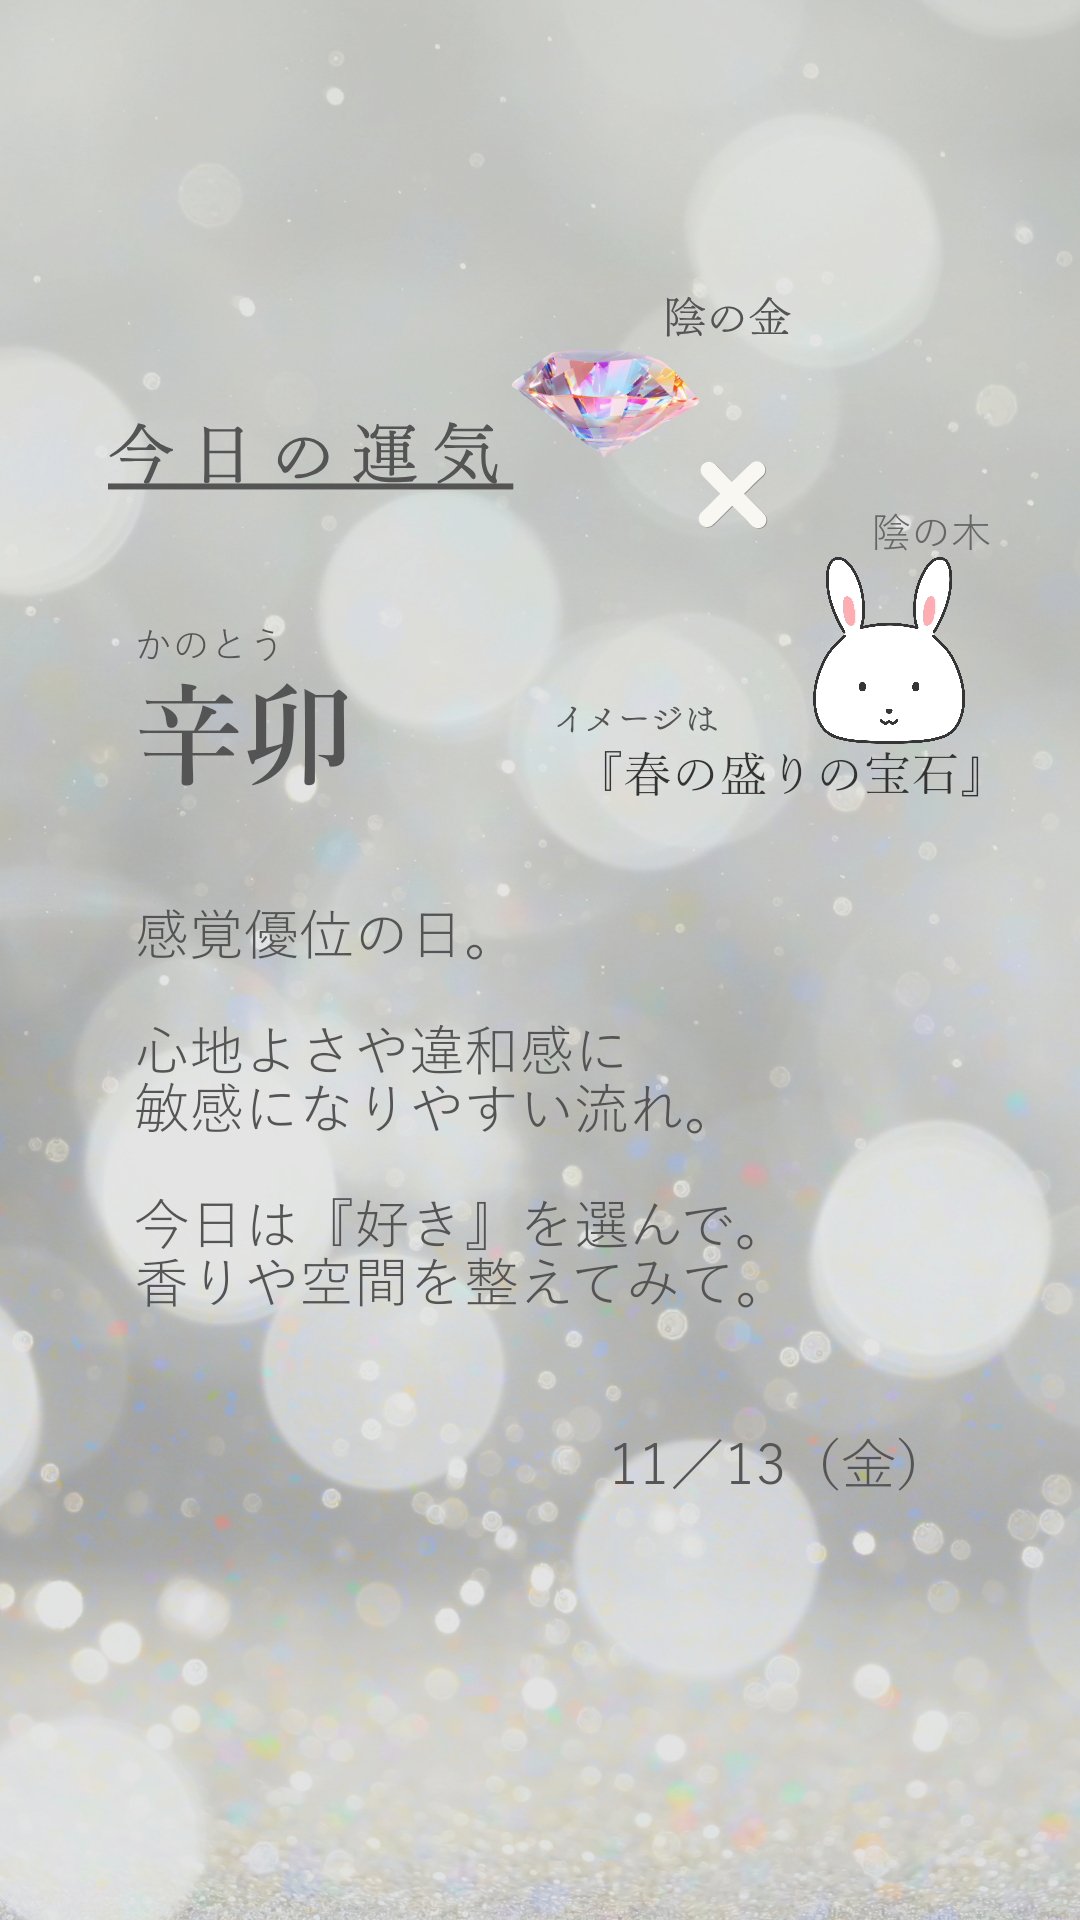 陰の金
今日の運気
陰の木
かのとう
辛卯
イメージは
『春の盛りの宝石』
感覚優位の日。
心地よさや違和感に
敏感になりやすい流れ。
今日は『好き』を選んで。
香りや空間を整えてみて。
11／13（金）